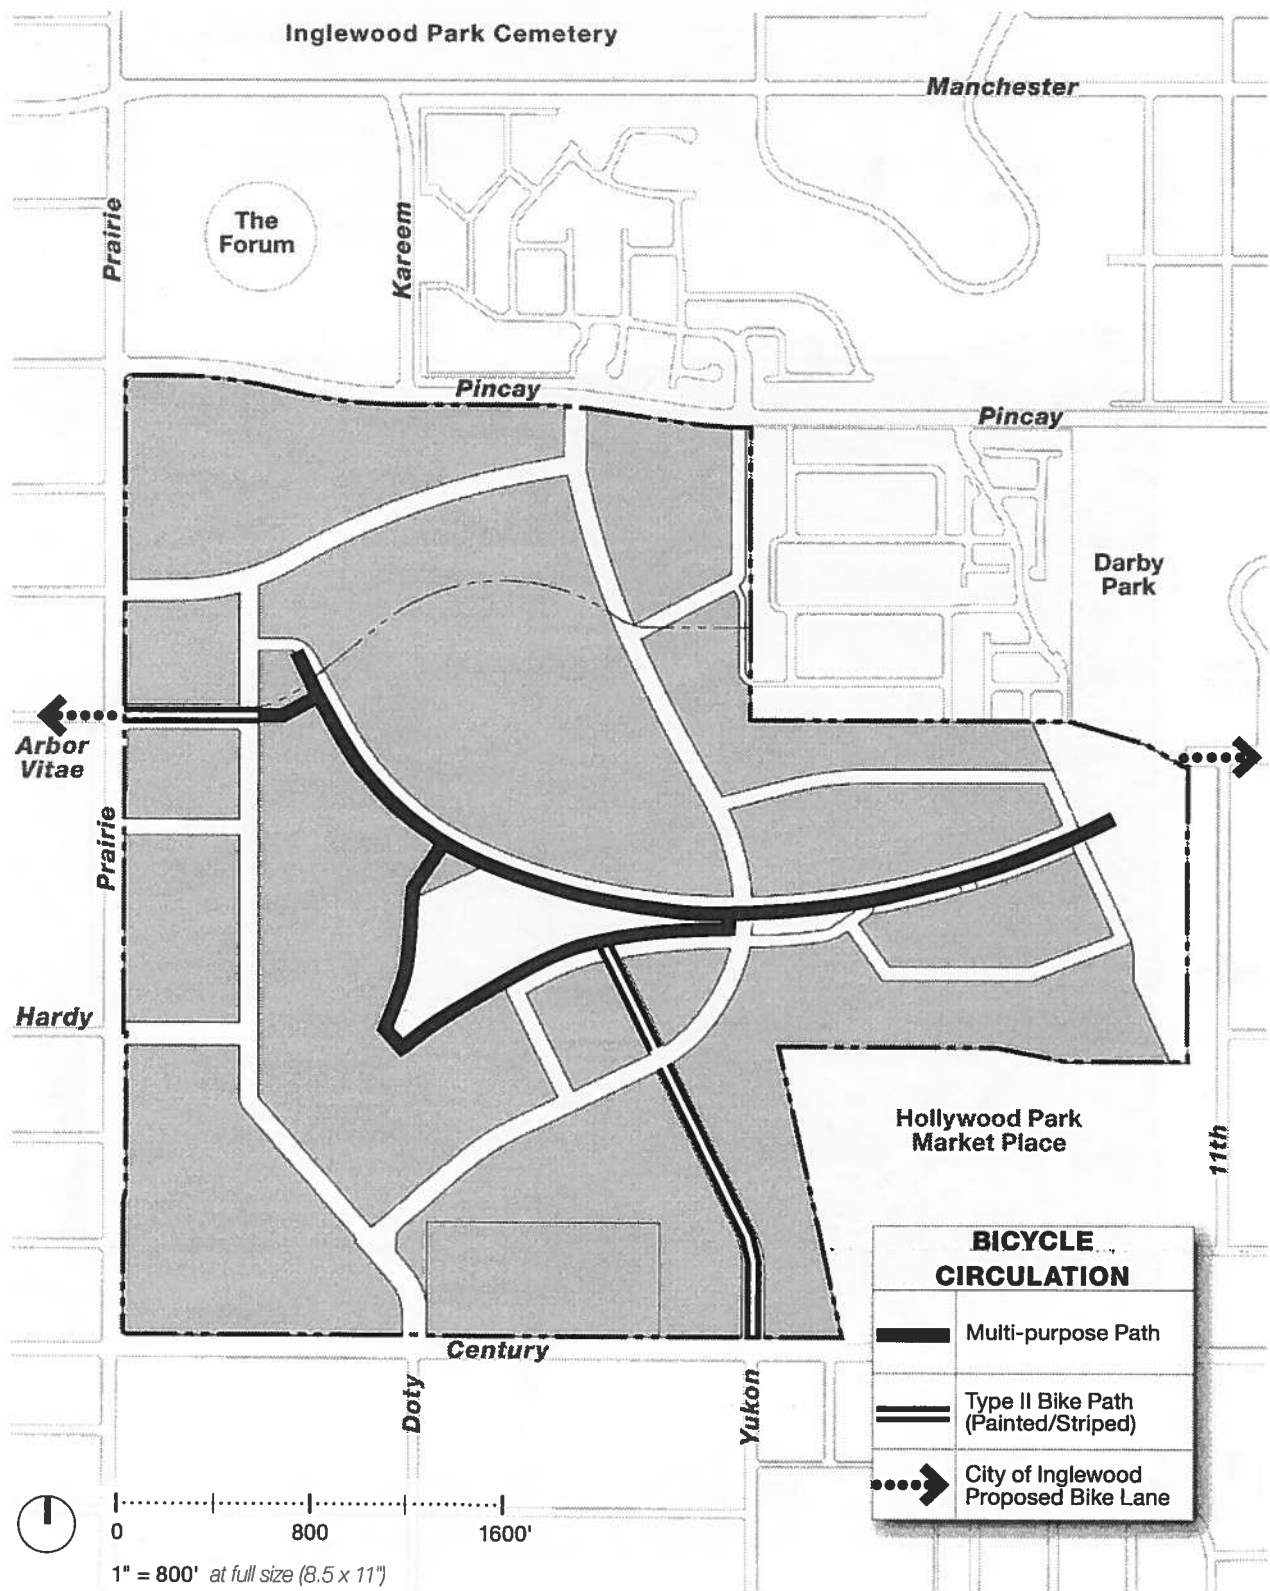 Inglewood Park Cemetery
Manchester
Prairie
The
Forum
Kareem
Pincay
Pincay
Darby
Park
Arbor
Vitae
Prairie
Hardy
Hollywood Park
Market Place
11th
BICYCLE
CIRCULATION
Multi-purpose Path
Type II Bike Path
(Painted/Striped)
City of Inglewood
Proposed Bike Lane
Century
Doty
Yukon
0 800 1600'
1" = 800' at full size (8.5 x 11")